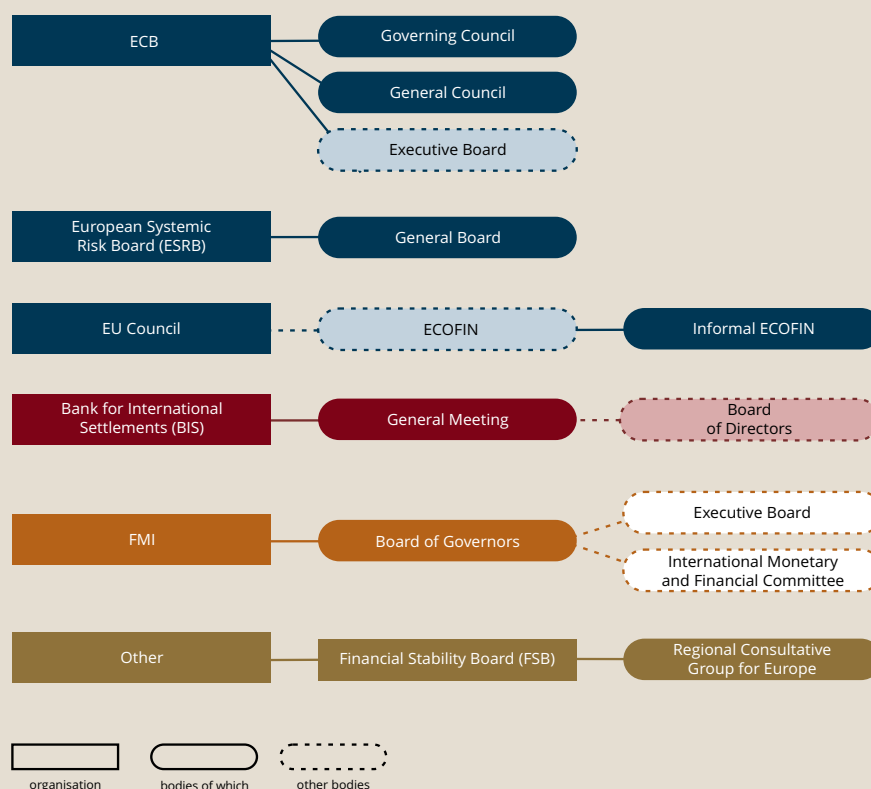 ECB
Governing Council
General Council
Executive Board
European Systemic
Risk Board (ESRB)
General Board
EU Council
ECOFIN
Informal ECOFIN
Bank for International
Settlements (BIS)
General Meeting
Board
of Directors
FMI
Board of Governors
Executive Board
International Monetary
and Financial Committee
Other
Financial Stability Board (FSB)
Regional Consultative
Group for Europe
organisation
bodies of which
other bodies